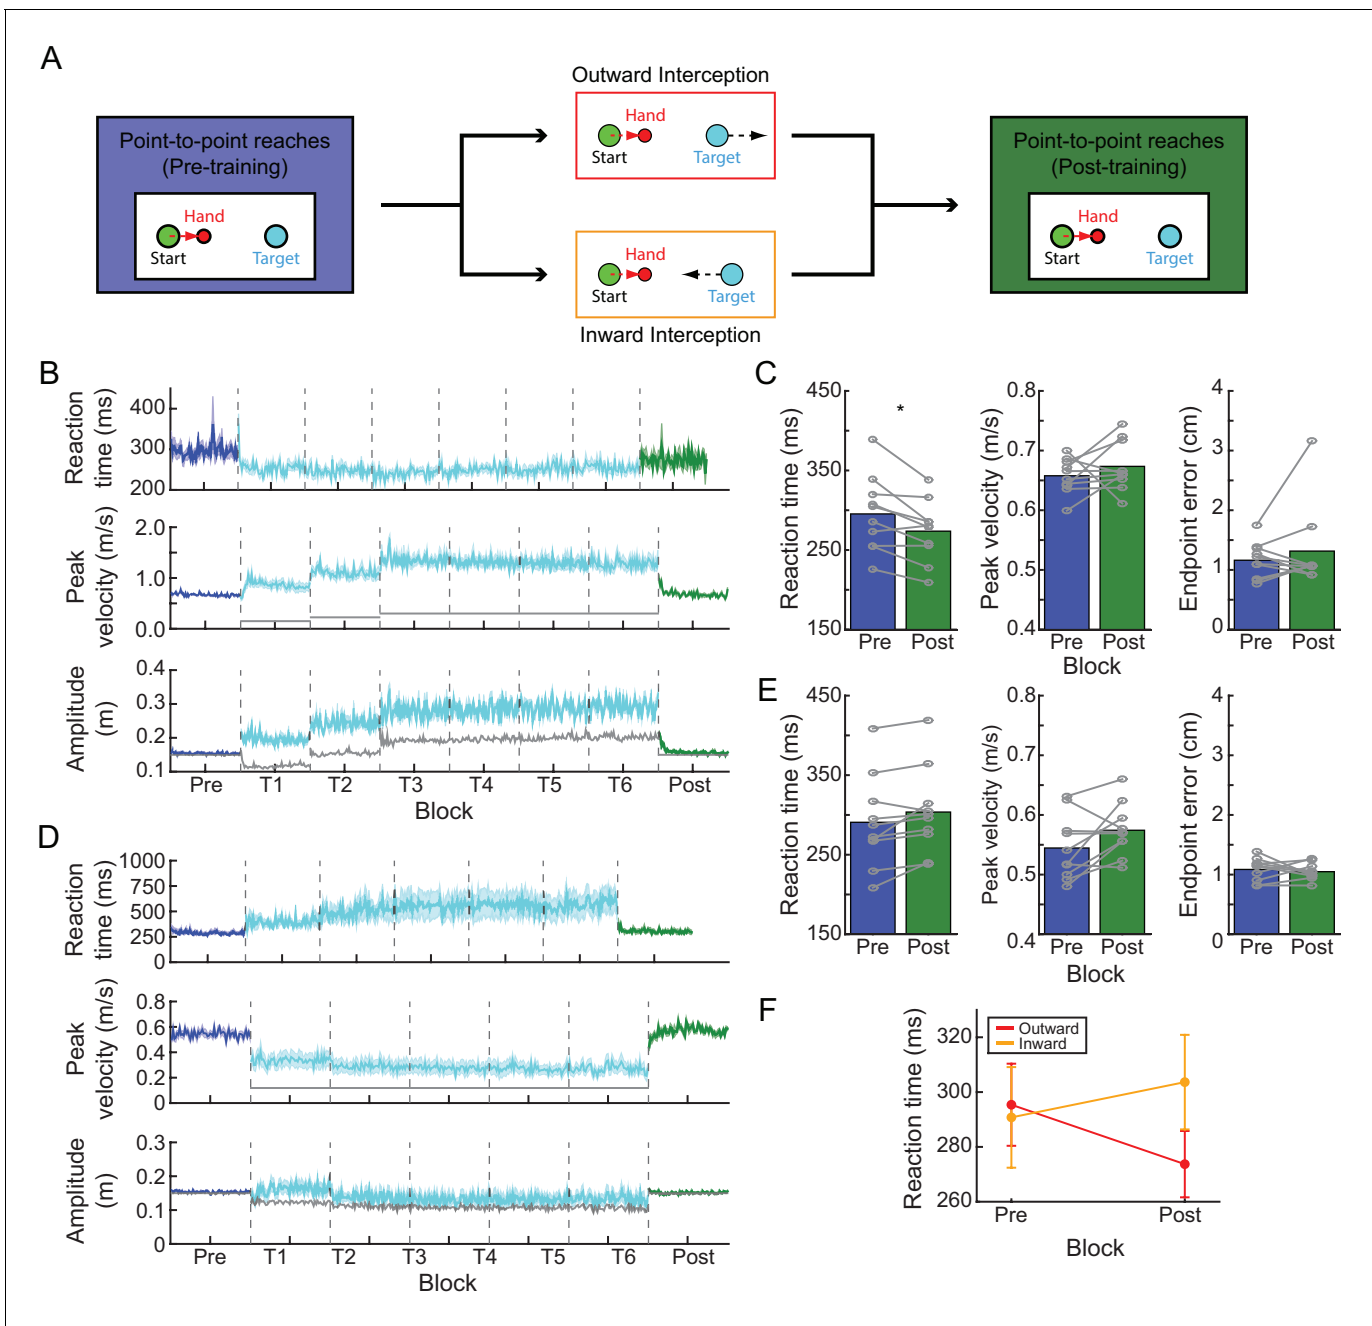 A
Outward Interception
Point-to-point reaches
(Pre-training)
Hand
Start
Target
Hand
Start
Target
Hand
Start
Target
Inward Interception
Point-to-point reaches
(Post-training)
Hand
Start
Target
B
Reaction
time (ms)
400
300
200
Peak
velocity (m/s)
2.0
1.0
0.0
Amplitude
(m)
0.4
0.3
0.2
0.1
Pre
T1
T2
T3
T4
T5
T6
Post
Block
C
Reaction time (ms)
450
350
250
150
*
Pre
Post
Peak velocity (m/s)
0.8
0.7
0.6
0.5
0.4
Pre
Post
Block
Endpoint error (cm)
4
3
2
1
0
Pre
Post
D
Reaction
time (ms)
1000
750
500
250
0
Peak
velocity (m/s)
0.8
0.6
0.4
0.2
0
Amplitude
(m)
0.3
0.2
0.1
0
Pre
T1
T2
T3
T4
T5
T6
Post
Block
E
Reaction time (ms)
450
350
250
150
Pre
Post
Peak velocity (m/s)
0.8
0.7
0.6
0.5
0.4
Pre
Post
Block
Endpoint error (cm)
4
3
2
1
0
Pre
Post
F
Reaction time (ms)
320
300
280
260
Outward
Inward
Pre
Post
Block